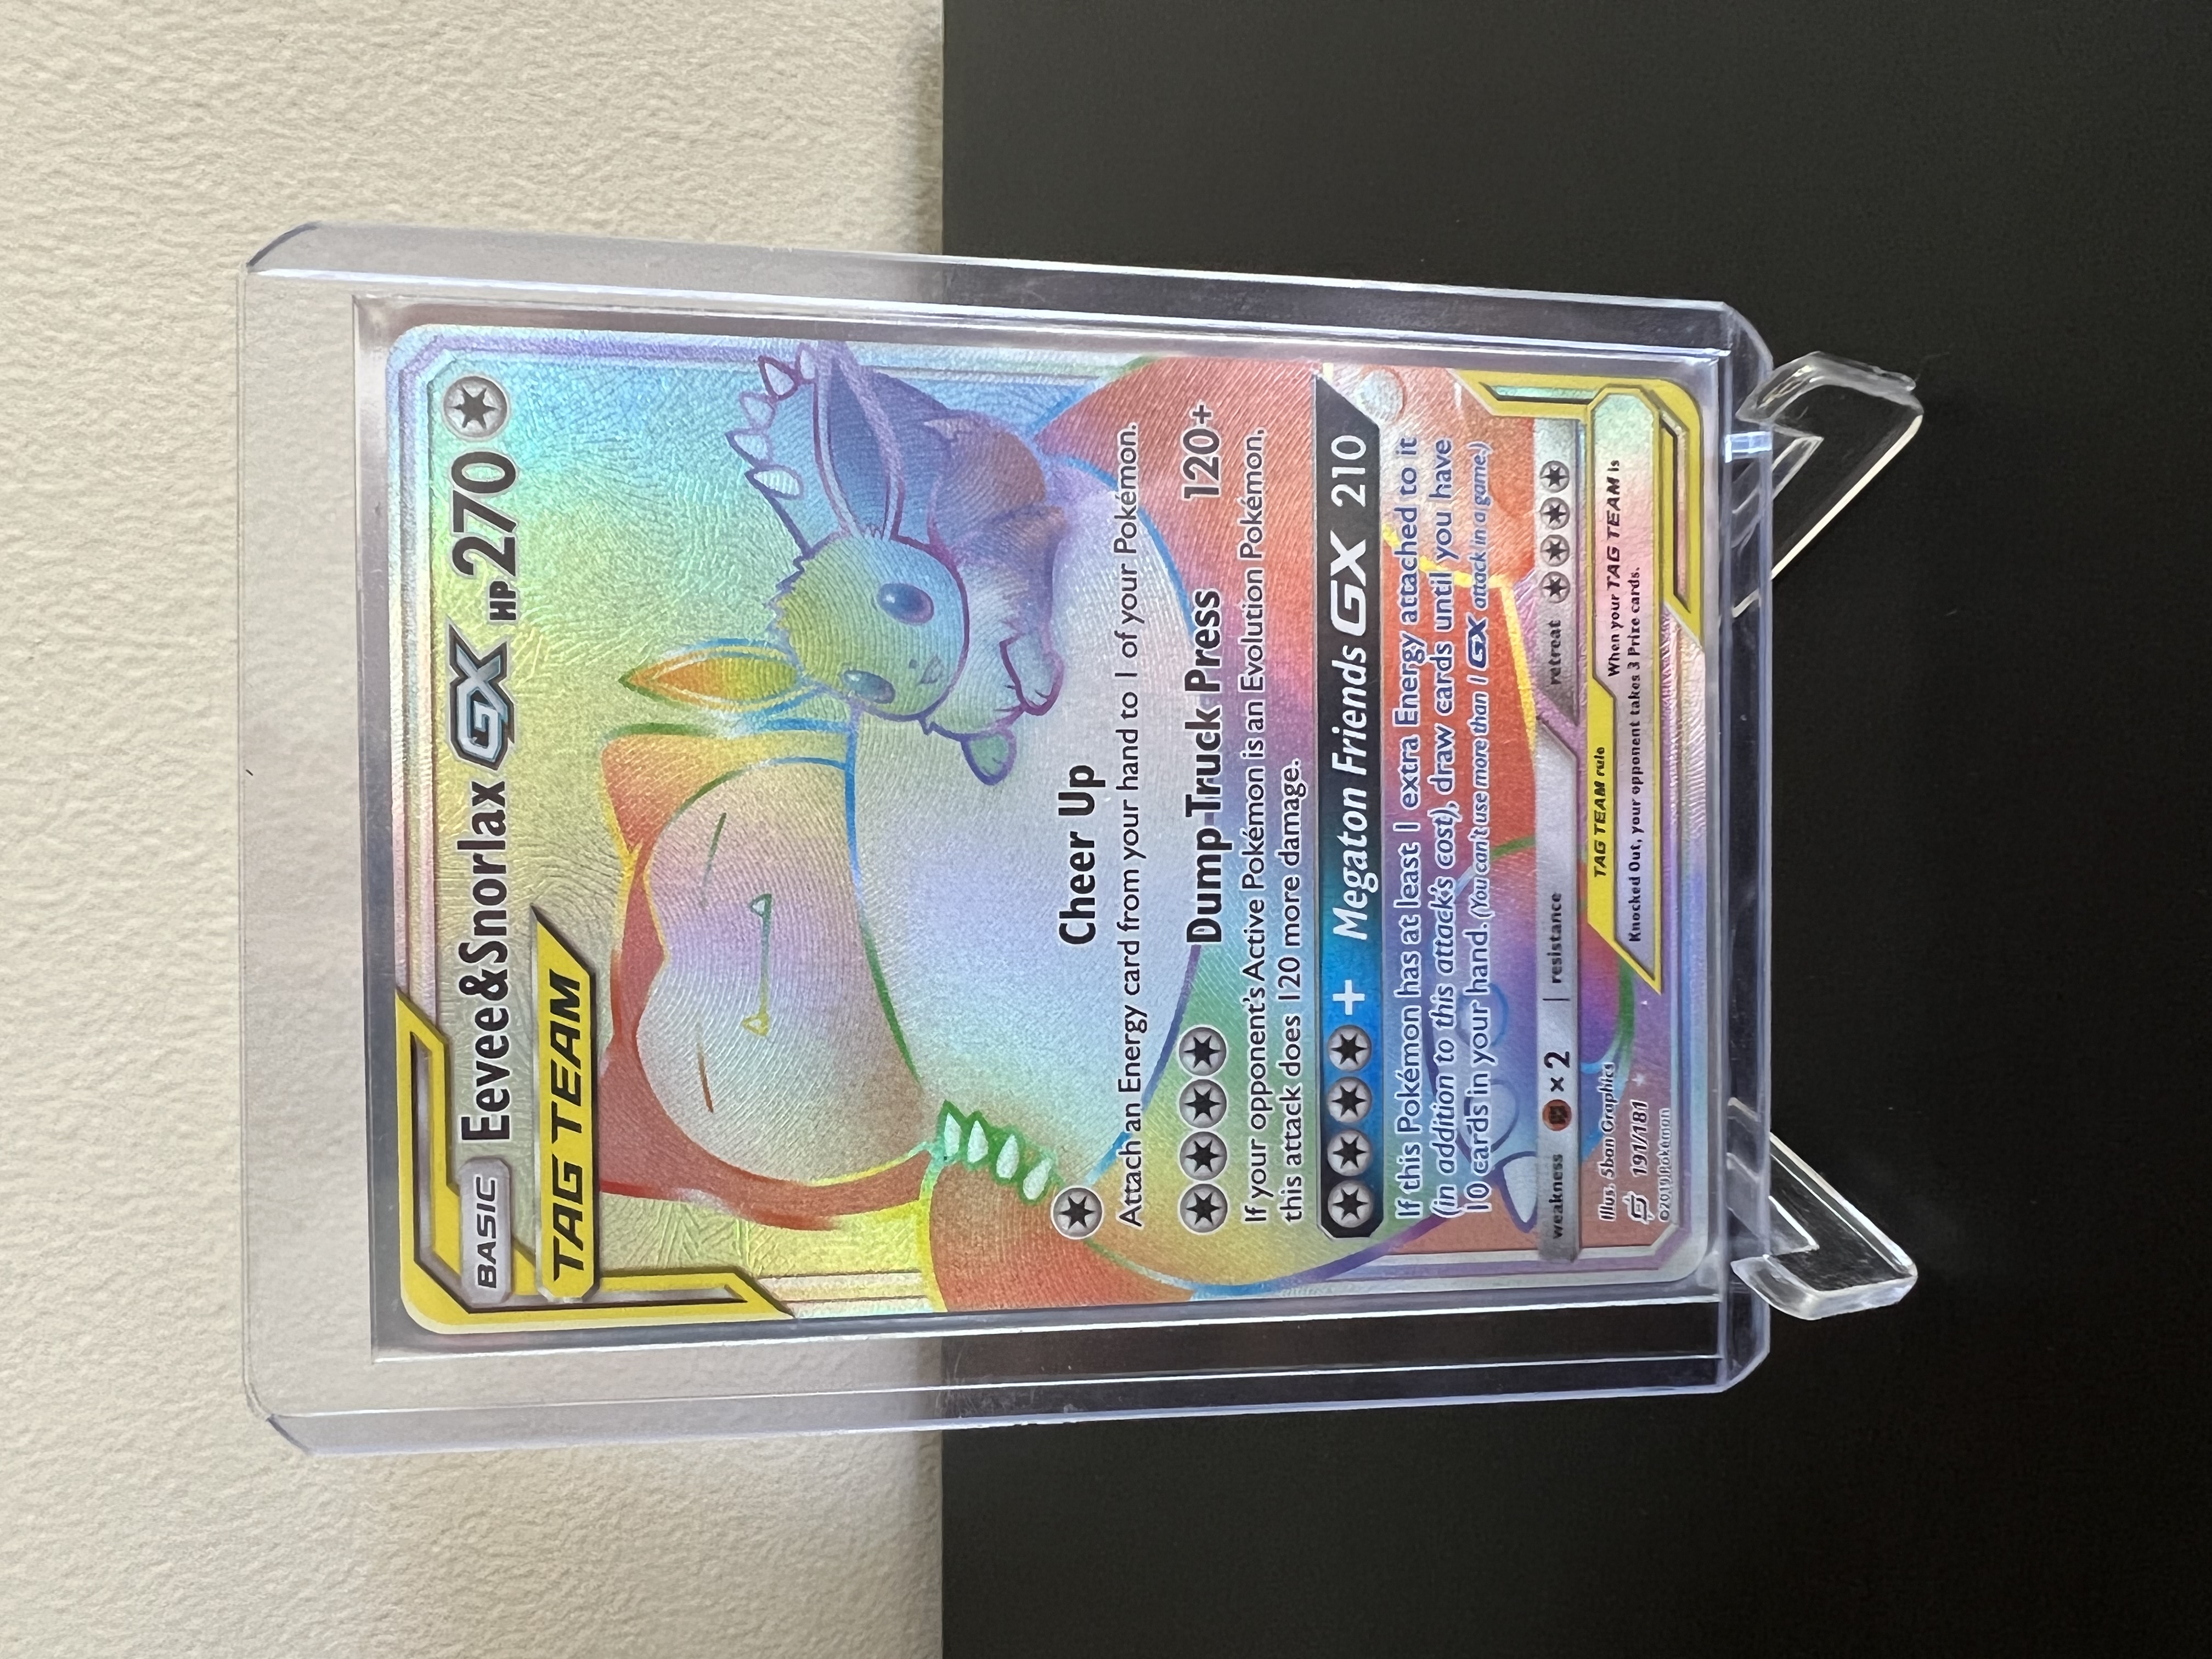 BASIC Eevee&Snorlax GX HP 270
TAG TEAM
Cheer Up
Attach an Energy card from your hand to 1 of your Pokémon.
Dump Truck Press 120+
If your opponent's Active Pokémon is an Evolution Pokémon,
this attack does 120 more damage.
+ Megaton Friends GX 210
If this Pokémon has at least 1 extra Energy attached to it
(in addition to this attack's cost), draw cards until you have
10 cards in your hand. (You can't use more than 1 GX attack in a game.)
weakness ×2 resistance retreat
Illus. 5ban Graphics
191/181
©2019 Pokémon
TAG TEAM rule
When your TAG TEAM is
Knocked Out, your opponent takes 3 Prize cards.